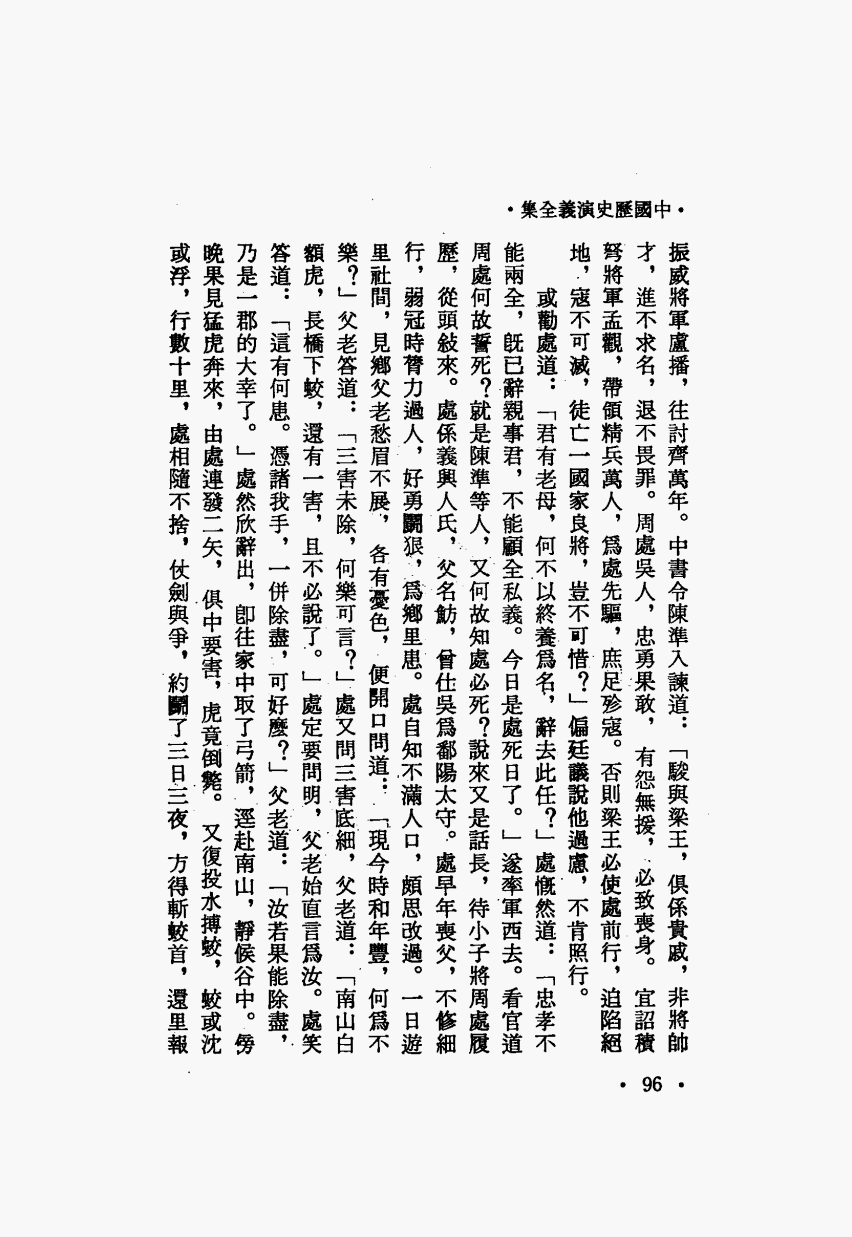 ・中國歷史演義全集・
振威將軍盧播，往討齊萬年。中書令陳準入諫道：「駿與梁王，俱係貴戚，非將帥
才，進不求名，退不畏罪。周處吳人，忠勇果敢，有怨無援，必致喪身。宜詔積
弩將軍孟觀，帶領精兵萬人，爲處先驅，庶足殄寇。否則梁王必使處前行，迫陷絕
地，寇不可滅，徒亡一國家良將，豈不可惜？」偏廷議說他過慮，不肯照行。
或勸處道：「君有老母，何不以終養爲名，辭去此任？」處慨然道：「忠孝不
能兩全，旣已辭親事君，不能顧全私義。今日是處死日了。」遂率軍西去。看官道
周處何故誓死？就是陳準等人，又何故知處必死？說來又是話長，待小子將周處履
歷，從頭敍來。處係義興人氏，父名魴，曾仕吳爲鄱陽太守。處早年喪父，不修細
行，弱冠時膂力過人，好勇鬬狠，爲鄉里患。處自知不滿人口，頗思改過。一日遊
里社間，見鄉父老愁眉不展，各有憂色，便開口問道：「現今時和年豐，何爲不
樂？」父老答道：「三害未除，何樂可言？」處又問三害底細，父老道：「南山白
額虎，長橋下蛟，還有一害，且不必說了。」處定要問明，父老始直言爲汝。處笑
答道：「這有何患。憑諸我手，一併除盡，可好麼？」父老道：「汝若果能除盡，
乃是一郡的大幸了。」處然欣辭出，卽往家中取了弓箭，逕赴南山，靜候谷中。傍
晚果見猛虎奔來，由處連發二矢，俱中要害，虎竟倒斃。又復投水搏蛟，蛟或沈
或浮，行數十里，處相隨不捨，仗劍與爭，約鬬了三日三夜，方得斬蛟首，還里報
・96・